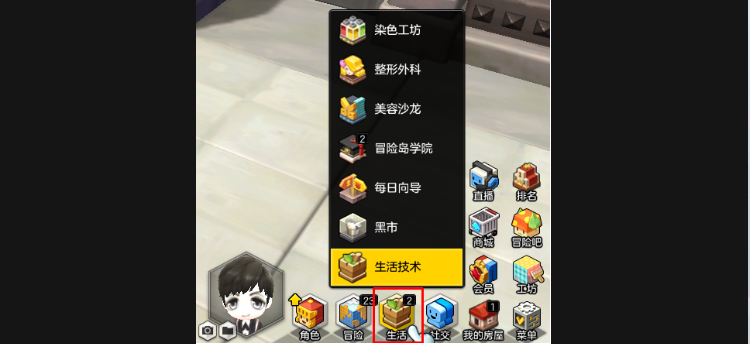 染色工坊
整形外科
美容沙龙
2
冒险岛学院
每日向导
黑市
生活技术
直播
排名
商城
冒险吧
会员
工坊
角色
23
冒险
2
生活
社交
1
我的房屋
菜单